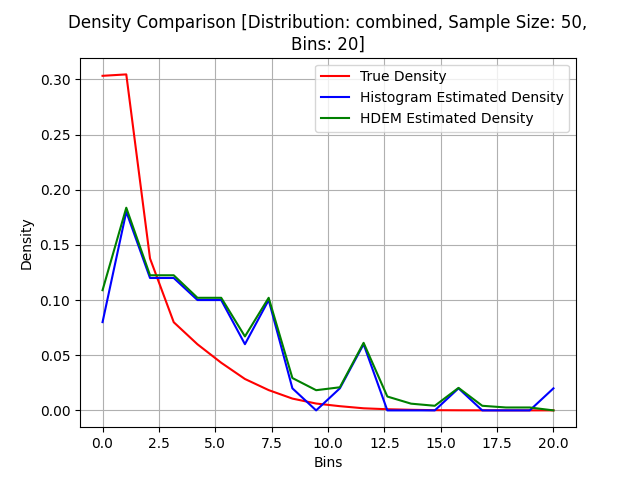 Density Comparison [Distribution: combined, Sample Size: 50,
Bins: 20]
True Density
Histogram Estimated Density
HDEM Estimated Density
Density
0.30
0.25
0.20
0.15
0.10
0.05
0.00
0.0 2.5 5.0 7.5 10.0 12.5 15.0 17.5 20.0
Bins